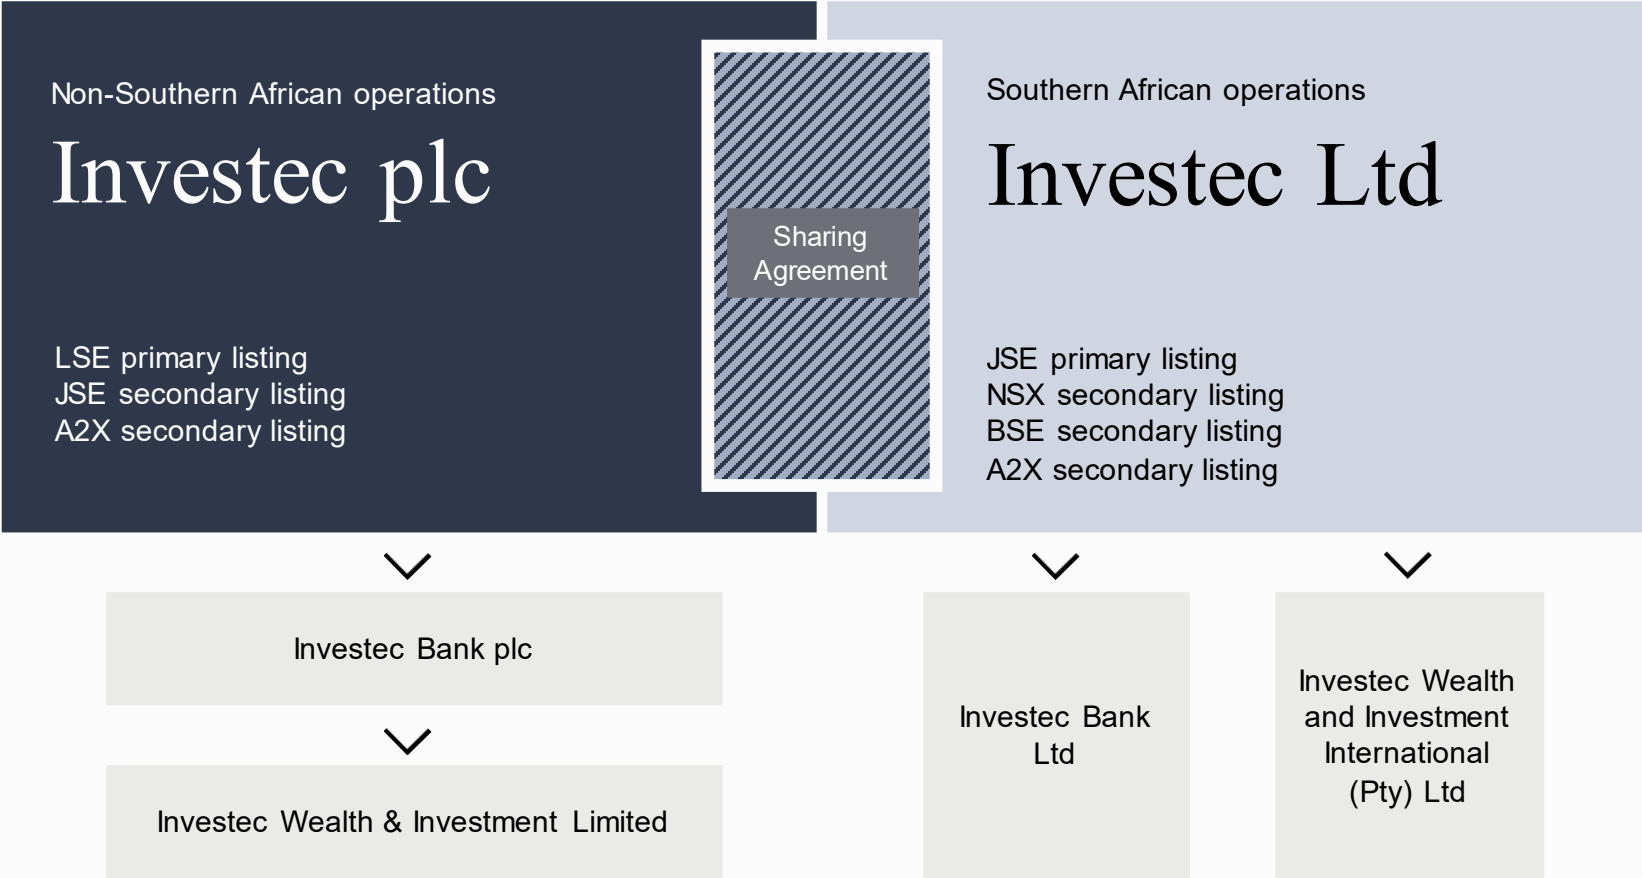 Non-Southern African operations
Investec plc
LSE primary listing
JSE secondary listing
A2X secondary listing
Sharing
Agreement
Southern African operations
Investec Ltd
JSE primary listing
NSX secondary listing
BSE secondary listing
A2X secondary listing
Investec Bank plc
Investec Wealth & Investment Limited
Investec Bank
Ltd
Investec Wealth
and Investment
International
(Pty) Ltd